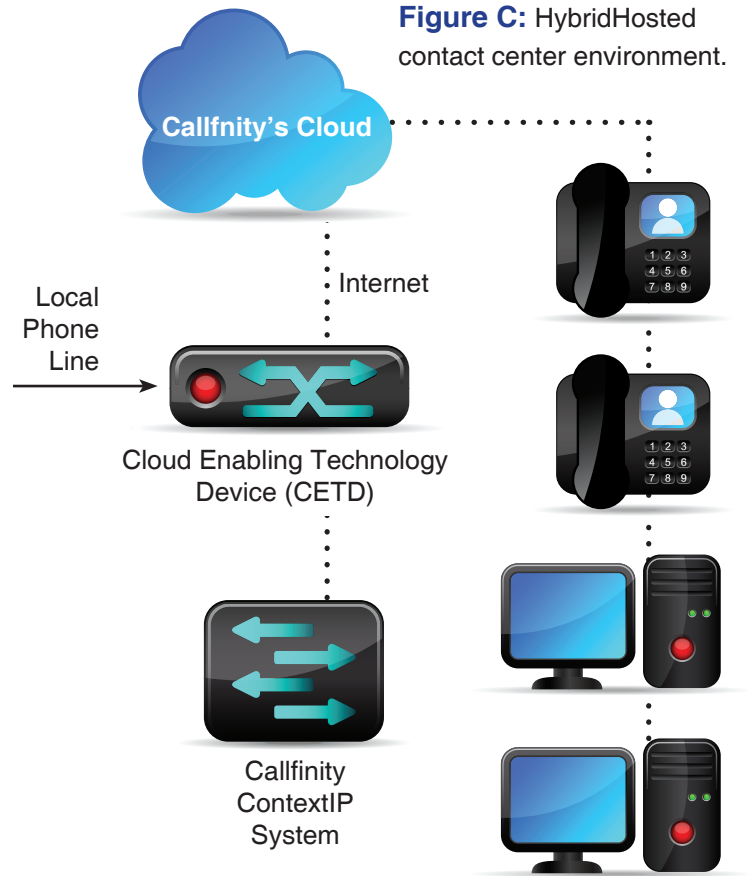 Figure C: HybridHosted
contact center environment.
Callfnity's Cloud
Internet
Local
Phone
Line
Cloud Enabling Technology
Device (CETD)
Callfinity
ContextIP
System
1 2 3
4 5 6
7 8 9
1 2 3
4 5 6
7 8 9